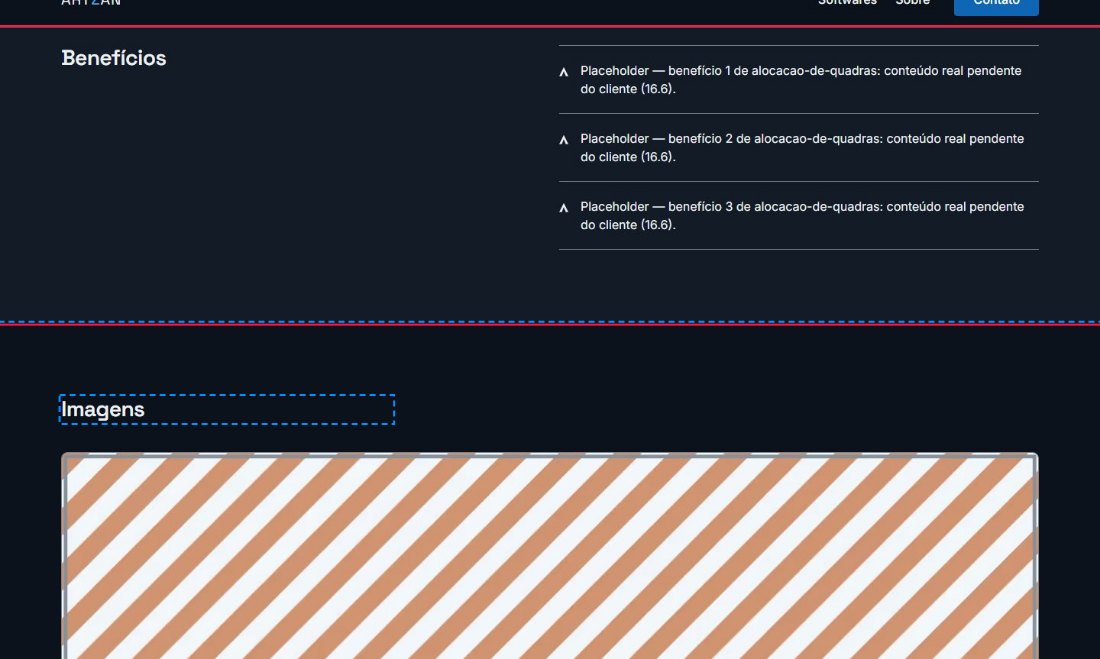 ARTZAN
Softwares Sobre Contato
Benefícios
Placeholder — benefício 1 de alocacao-de-quadras: conteúdo real pendente
do cliente (16.6).
Placeholder — benefício 2 de alocacao-de-quadras: conteúdo real pendente
do cliente (16.6).
Placeholder — benefício 3 de alocacao-de-quadras: conteúdo real pendente
do cliente (16.6).
Imagens